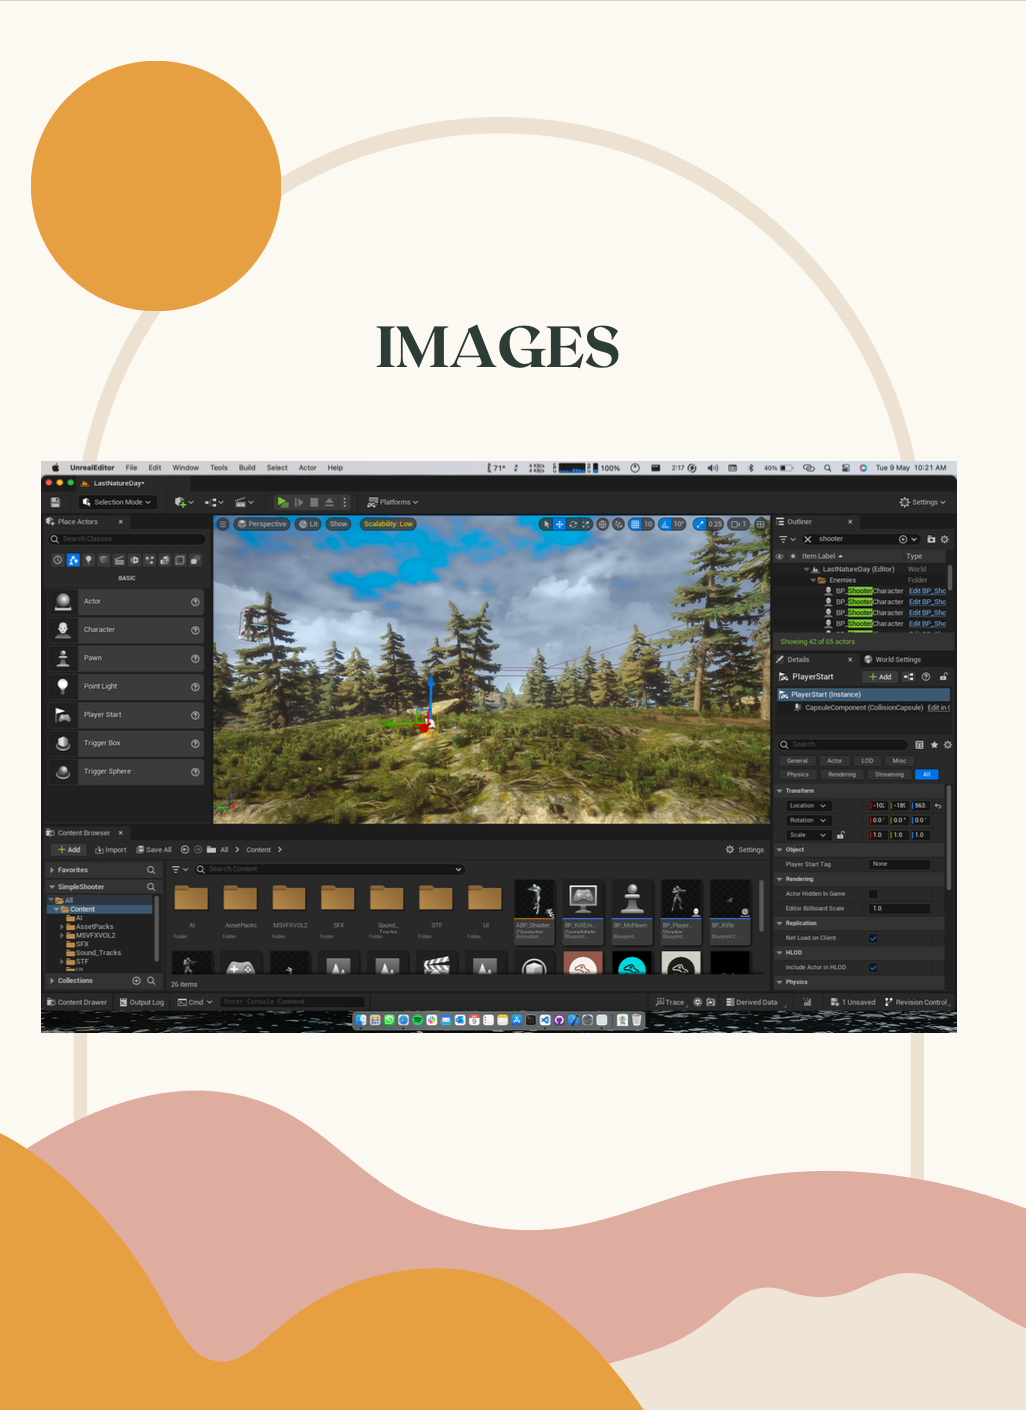 IMAGES
UnrealEditor File Edit Window Tools Build Select Actor Help
71° 4 KB/s 4 KB/s 100% 2:17 40% Tue 9 May 10:21 AM
LastNatureDay•
Selection Mode Platforms Settings
Place Actors
Search Classes
BASIC
Actor
Character
Pawn
Point Light
Player Start
Trigger Box
Trigger Sphere
Perspective Lit Show Scalability: Low 10 10° 0.25 1
Outliner
shooter
Item Label Type
LastNatureDay (Editor) World
Enemies Folder
BP_ShooterCharacter Edit BP_Sho
BP_ShooterCharacter Edit BP_Sho
BP_ShooterCharacter Edit BP_Sho
BP_ShooterCharacter Edit BP_Sho
Details World Settings
PlayerStart Add
PlayerStart (Instance)
CapsuleComponent (CollisionCapsule) Edit in C
Search
General Actor LOD Misc
Physics Rendering Streaming All
Transform
Location 563.
Rotation 0.0° 0.0° 0.0°
Scale 1.0 1.0 1.0
Object
Player Start Tag None
Rendering
Actor Hidden In Game
Editor Billboard Scale 1.0
Replication
Net Load on Client
HLOD
Include Actor in HLOD
Physics
Content Browser
Add Import Save All All Content Settings
Favorites
SimpleShooter
All
Content
AI
AssetPacks
MSVFXVOL2
SFX
Sound_Tracks
STF
Collections
Search Content
AI AssetPacks MSVFXVOL2 SFX Sound_Tracks STF UI ABP_Shooter_Character BP_KillEm_GameMode BP_MyPawn BP_Player_Shooter BP_Rifle
Folder Folder Folder Folder Folder Folder Folder
26 items
Content Drawer Output Log Cmd Enter Console Command Trace Derived Data 1 Unsaved Revision Control